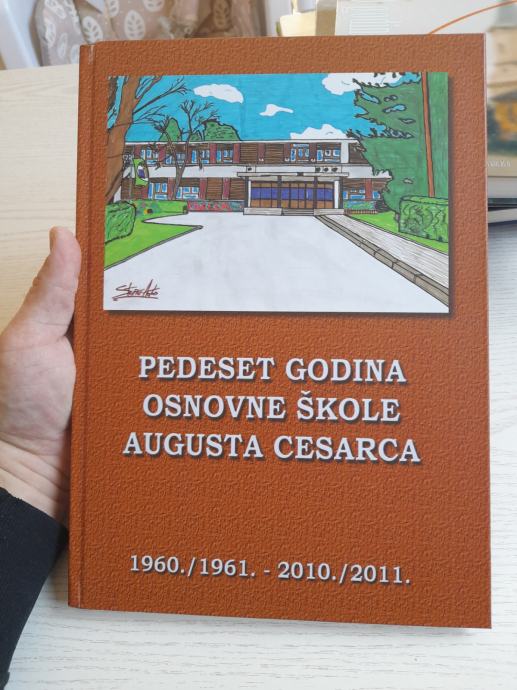 PEDESET GODINA
OSNOVNE ŠKOLE
AUGUSTA CESARCA
1960./1961. - 2010./2011.